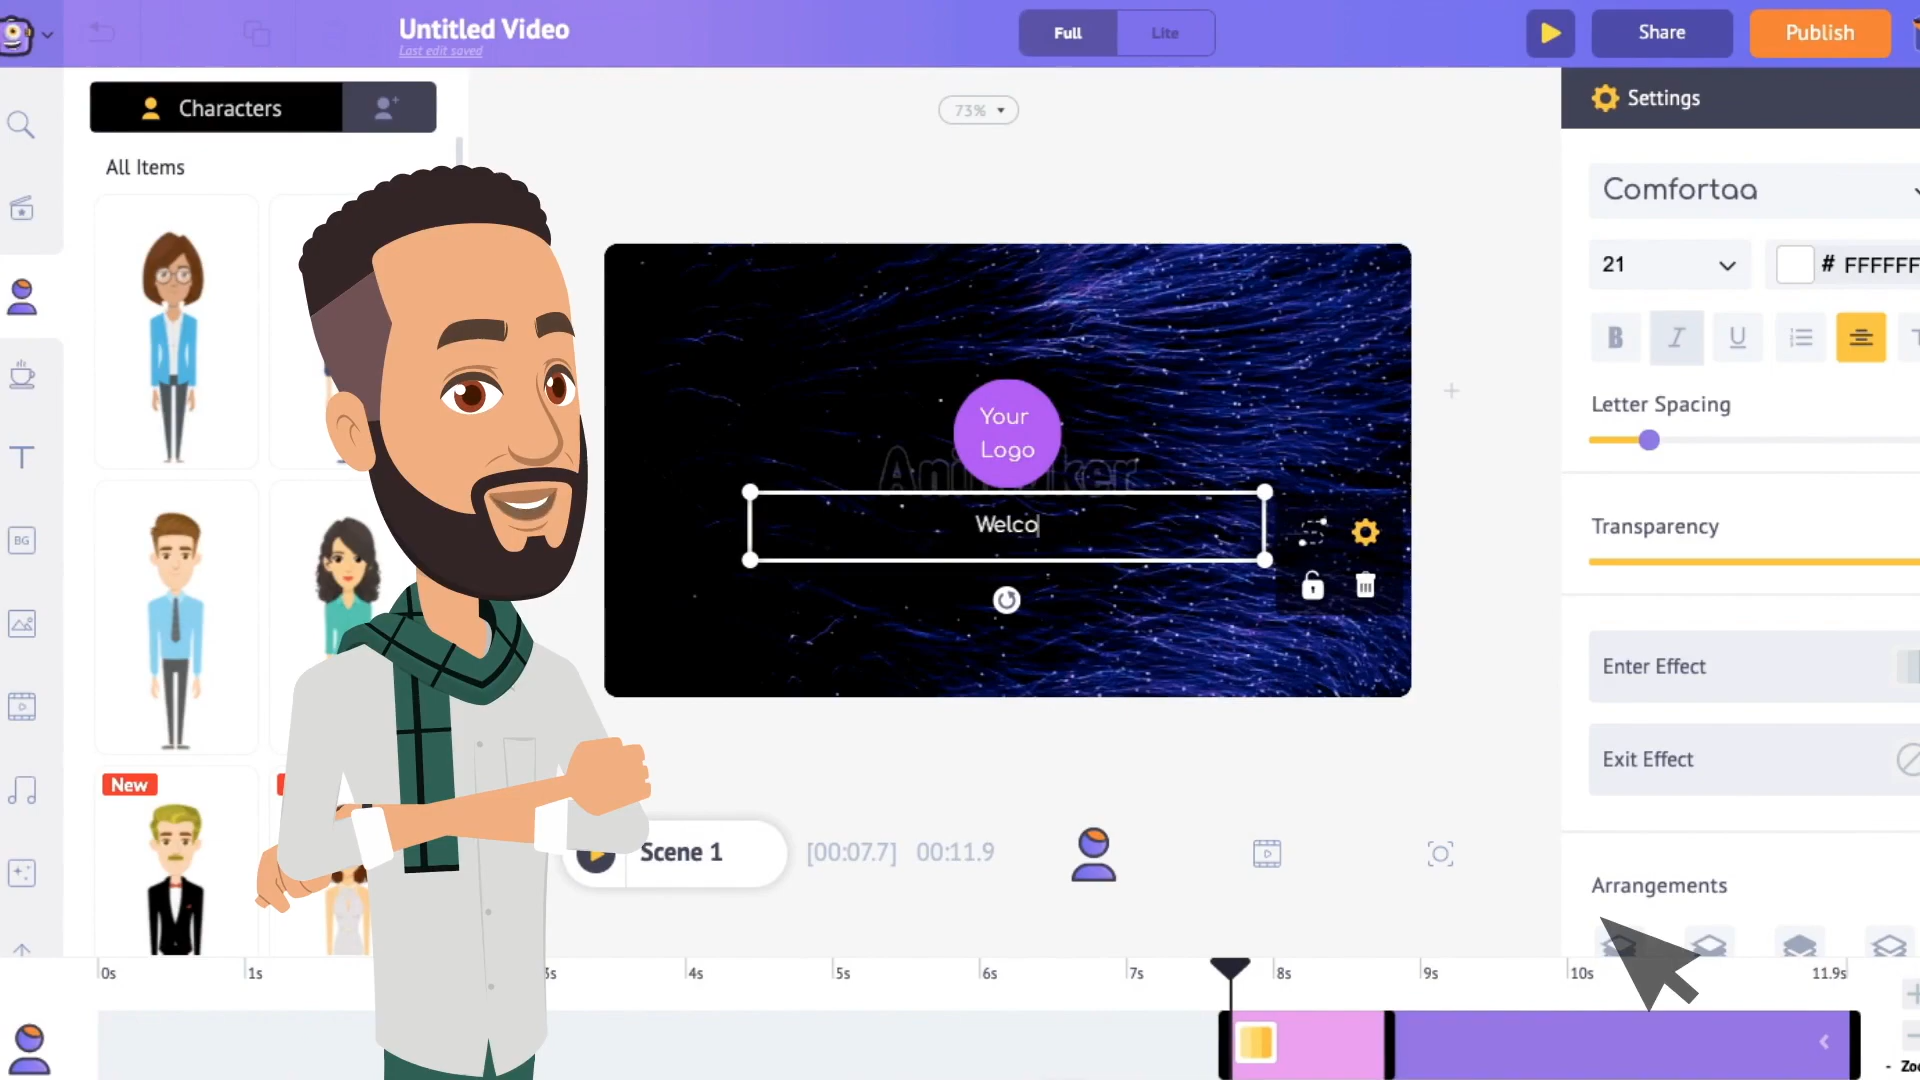 Untitled Video
Last edit saved
Full
Lite
Share
Publish
Characters
73%
Settings
All Items
Comfortaa
21
# FFFFFF
B
I
U
Your
Logo
Letter Spacing
Welco
Transparency
BG
Enter Effect
Exit Effect
New
Scene 1
[00:07.7]
00:11.9
Arrangements
0s
1s
3s
4s
5s
6s
7s
8s
9s
10s
11.9s